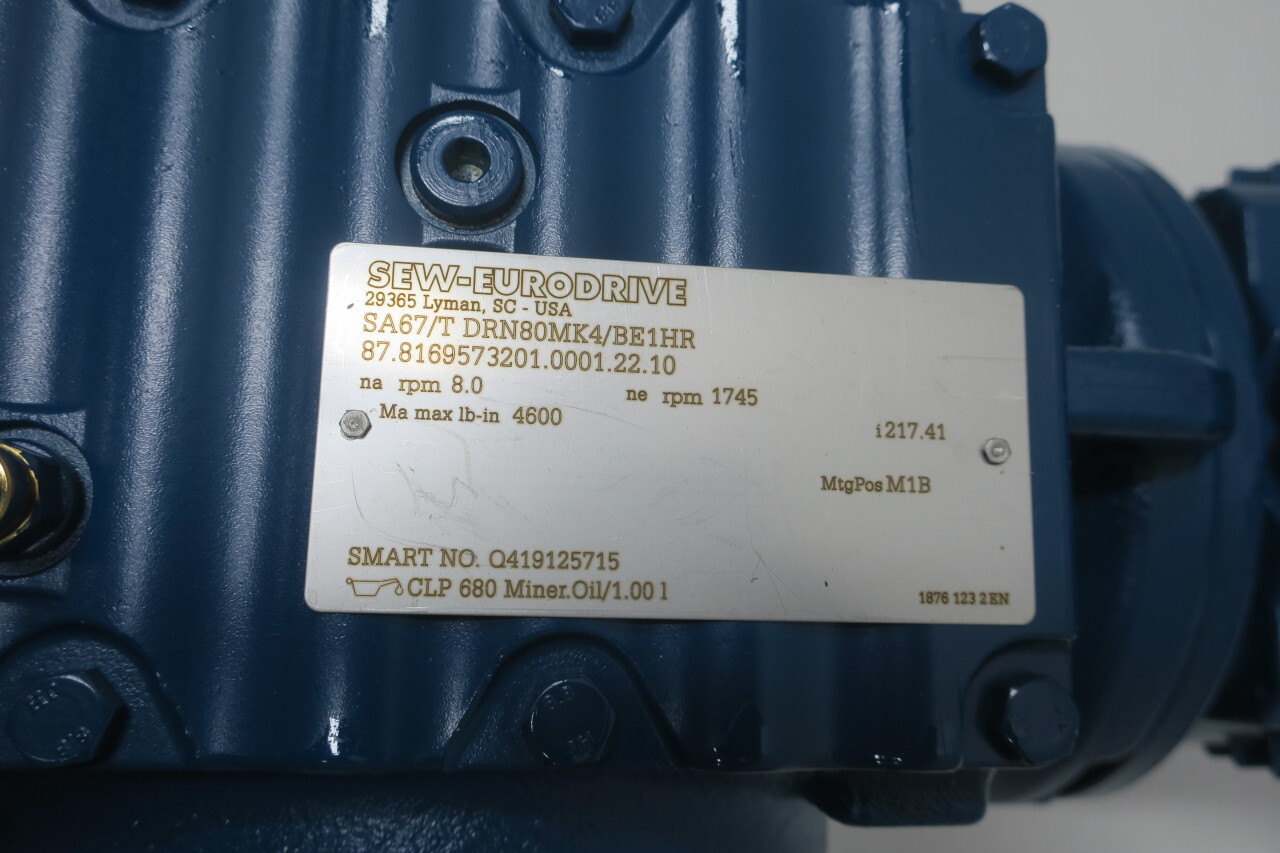 SEW-EURODRIVE
29365 Lyman, SC - USA
SA67/T DRN80MK4/BE1HR
87.8169573201.0001.22.10
na rpm 8.0 ne rpm 1745
Ma max lb-in 4600
i 217.41
MtgPos M1B
SMART NO. Q419125715
CLP 680 Miner.Oil/1.00 l
1876 123 2 EN